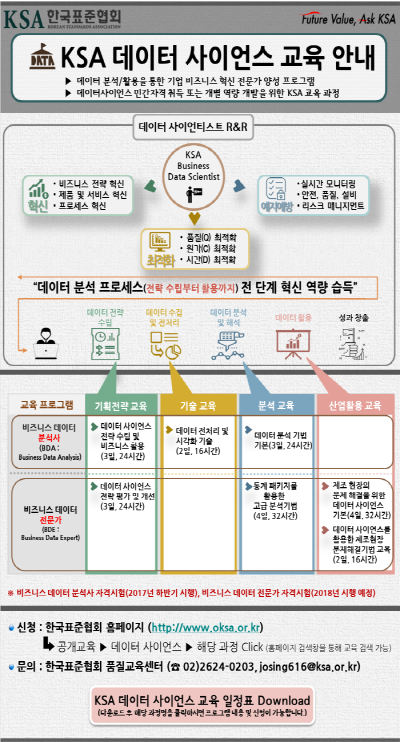 KSA 한국표준협회
KOREAN STANDARDS ASSOCIATION
Future Value, Ask KSA
DATA
KSA 데이터 사이언스 교육 안내
▶ 데이터 분석/활용을 통한 기업 비즈니스 혁신 전문가 양성 프로그램
▶ 데이터사이언스 민간자격 취득 또는 개별 역량 개발을 위한 KSA 교육 과정
데이터 사이언티스트 R&R
KSA
Business
Data Scientist
혁신
• 비즈니스 전략 혁신
• 제품 및 서비스 혁신
• 프로세스 혁신
예지예방
• 실시간 모니터링
• 안전, 품질, 설비
• 리스크 매니지먼트
최적화
• 품질(Q) 최적화
• 원가(C) 최적화
• 시간(D) 최적화
“데이터 분석 프로세스(전략 수립부터 활용까지) 전 단계 혁신 역량 습득”
데이터 전략
수립
데이터 수집
및 전처리
데이터 분석
및 해석
데이터 활용
성과 창출
교육 프로그램
기획전략 교육
기술 교육
분석 교육
산업활용 교육
비즈니스 데이터
분석사
(BDA :
Business Data Analysis)
데이터 사이언스
전략 수립 및
비즈니스 활용
(3일, 24시간)
데이터 전처리 및
시각화 기술
(2일, 16시간)
데이터 분석 기법
기본(3일, 24시간)
비즈니스 데이터
전문가
(BDE :
Business Data Expert)
데이터 사이언스
전략 평가 및 개선
(3일, 24시간)
통계 패키지를
활용한
고급 분석기법
(4일, 32시간)
제조 현장의
문제 해결을 위한
데이터 사이언스
기본(4일, 32시간)
데이터 사이언스를
활용한 제조현장
문제해결기법 교육
(2일, 16시간)
※ 비즈니스 데이터 분석사 자격시험(2017년 하반기 시행), 비즈니스 데이터 전문가 자격시험(2018년 시행 예정)
신청 : 한국표준협회 홈페이지 (http://www.oksa.or.kr)
공개교육 ▶ 데이터 사이언스 ▶ 해당 과정 Click (홈페이지 검색창을 통해 교육 검색 가능)
문의 : 한국표준협회 품질교육센터 (☎ 02)2624-0203, josing616@ksa.or.kr)
KSA 데이터 사이언스 교육 일정표 Download
(다운로드 후 해당 과정명을 클릭하시면 프로그램 내용 및 신청이 가능합니다.)